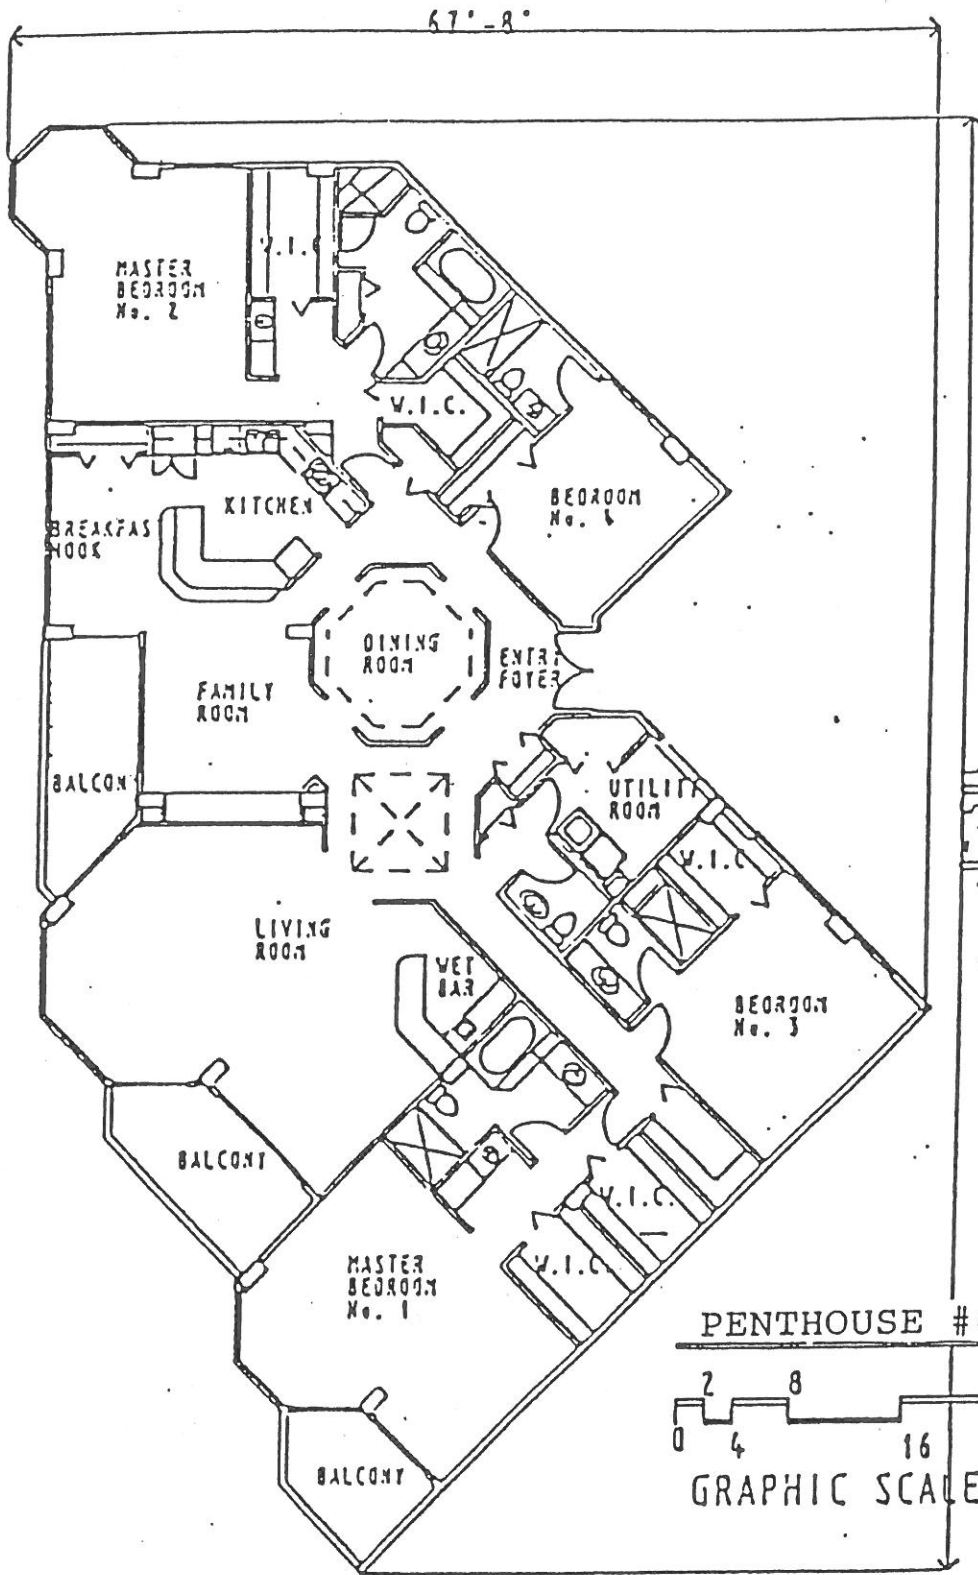 67'-8"
MASTER
BEDROOM
No. 2
W.I.C
W.I.C.
KITCHEN
BREAKFAS
NOOK
BEDROOM
No. 4
DINING
ROOM
ENTRY
FOYER
FAMILY
ROOM
BALCONY
UTILITY
ROOM
W.I.C
LIVING
ROOM
WET
BAR
BEDROOM
No. 3
BALCONY
W.I.C.
W.I.C.
MASTER
BEDROOM
No. 1
BALCONY
PENTHOUSE #
2 8
0 4 16
GRAPHIC SCALE